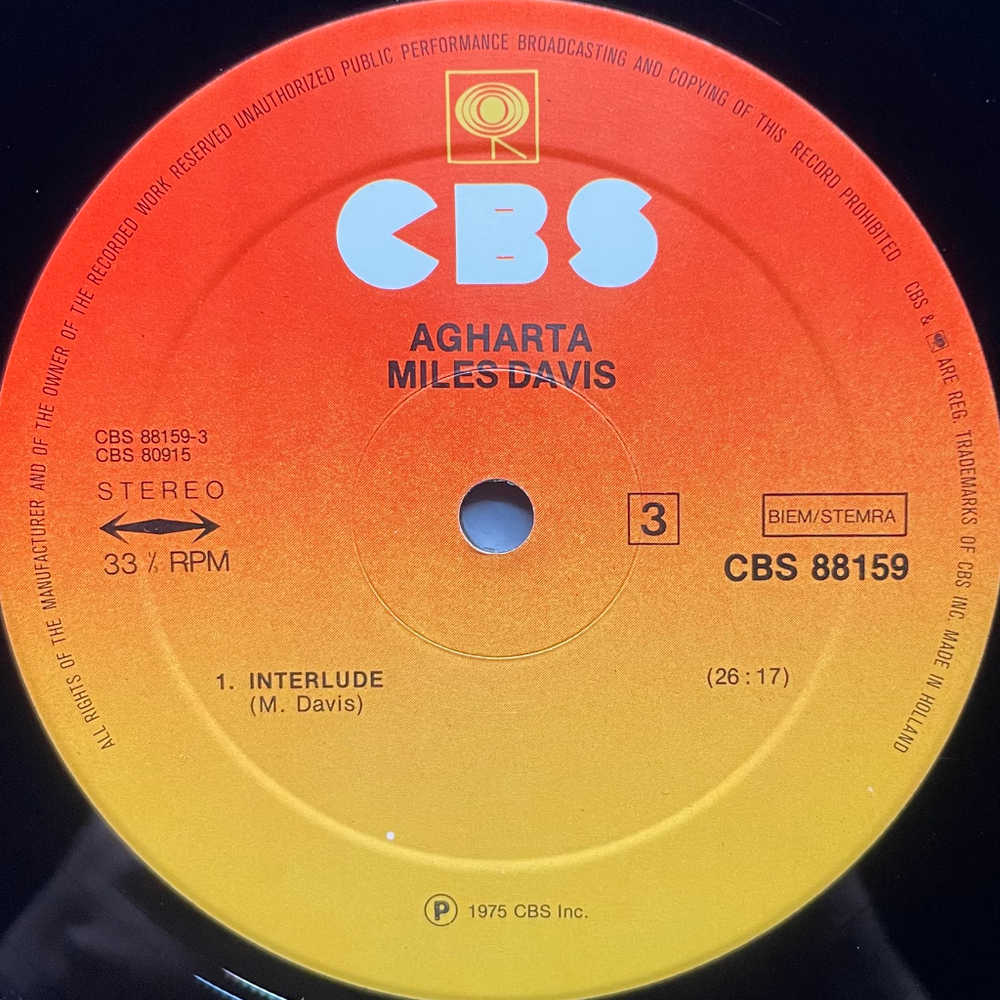 ALL RIGHTS OF THE MANUFACTURER AND OF THE OWNER OF THE RECORDED WORK RESERVED UNAUTHORIZED PUBLIC PERFORMANCE BROADCASTING AND COPYING OF THIS RECORD PROHIBITED CBS & ARE REG. TRADEMARKS OF CBS INC. MADE IN HOLLAND
CBS
AGHARTA
MILES DAVIS
CBS 88159-3
CBS 80915
STEREO
33 ⅓ RPM
3
BIEM/STEMRA
CBS 88159
1. INTERLUDE (26:17)
(M. Davis)
℗ 1975 CBS Inc.